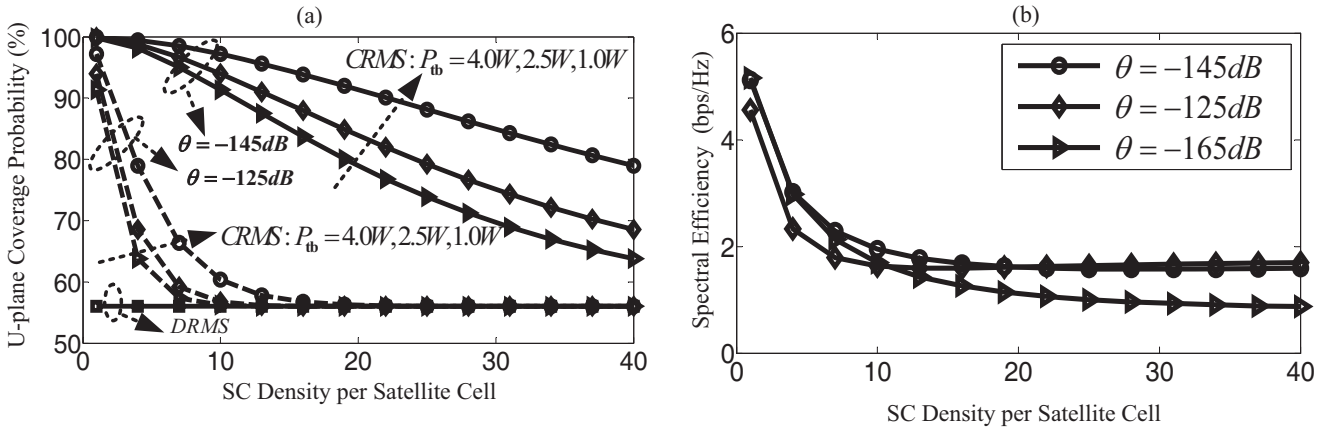 (a)
U-plane Coverage Probability (%)
100
90
80
70
60
50
CRMS: P_tb = 4.0W, 2.5W, 1.0W
θ = −145dB
θ = −125dB
CRMS: P_tb = 4.0W, 2.5W, 1.0W
DRMS
0 10 20 30 40
SC Density per Satellite Cell
(b)
Spectral Efficiency (bps/Hz)
6
4
2
0
θ = −145dB
θ = −125dB
θ = −165dB
0 10 20 30 40
SC Density per Satellite Cell